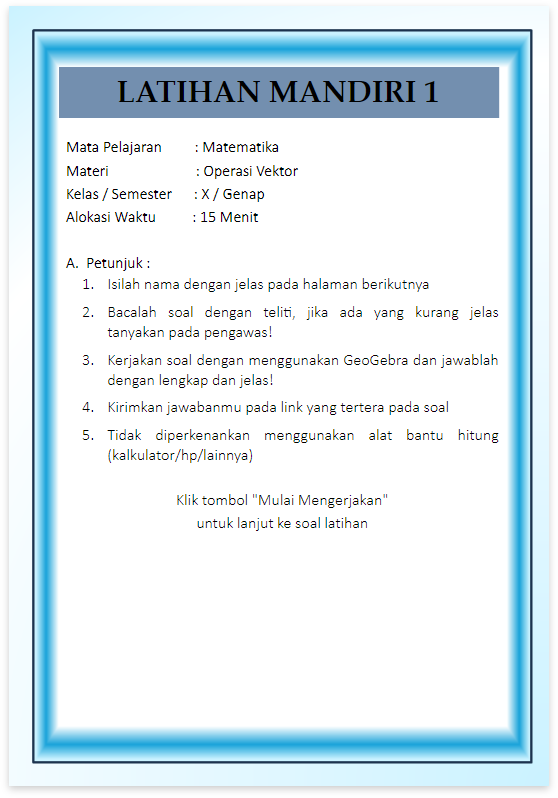 LATIHAN MANDIRI 1
Mata Pelajaran : Matematika
Materi : Operasi Vektor
Kelas / Semester : X / Genap
Alokasi Waktu : 15 Menit
A. Petunjuk :
1. Isilah nama dengan jelas pada halaman berikutnya
2. Bacalah soal dengan teliti, jika ada yang kurang jelas
tanyakan pada pengawas!
3. Kerjakan soal dengan menggunakan GeoGebra dan jawablah
dengan lengkap dan jelas!
4. Kirimkan jawabanmu pada link yang tertera pada soal
5. Tidak diperkenankan menggunakan alat bantu hitung
(kalkulator/hp/lainnya)
Klik tombol "Mulai Mengerjakan"
untuk lanjut ke soal latihan